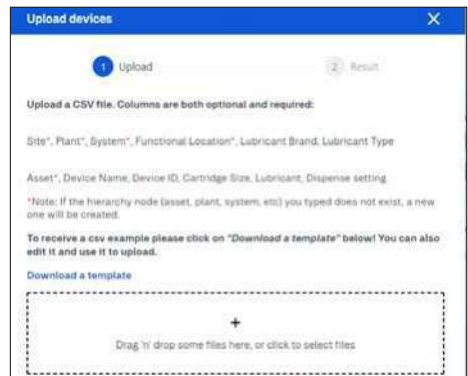 Upload devices X
1 Upload 2 Result
Upload a CSV file. Columns are both optional and required:
Site*, Plant*, System*, Functional Location*, Lubricant Brand, Lubricant Type
Asset*, Device Name, Device ID, Cartridge Size, Lubricant, Dispense setting
*Note: If the hierarchy node (asset, plant, system, etc) you typed does not exist, a new
one will be created.
To receive a csv example please click on "Download a template" below! You can also
edit it and use it to upload.
Download a template
+
Drag 'n' drop some files here, or click to select files